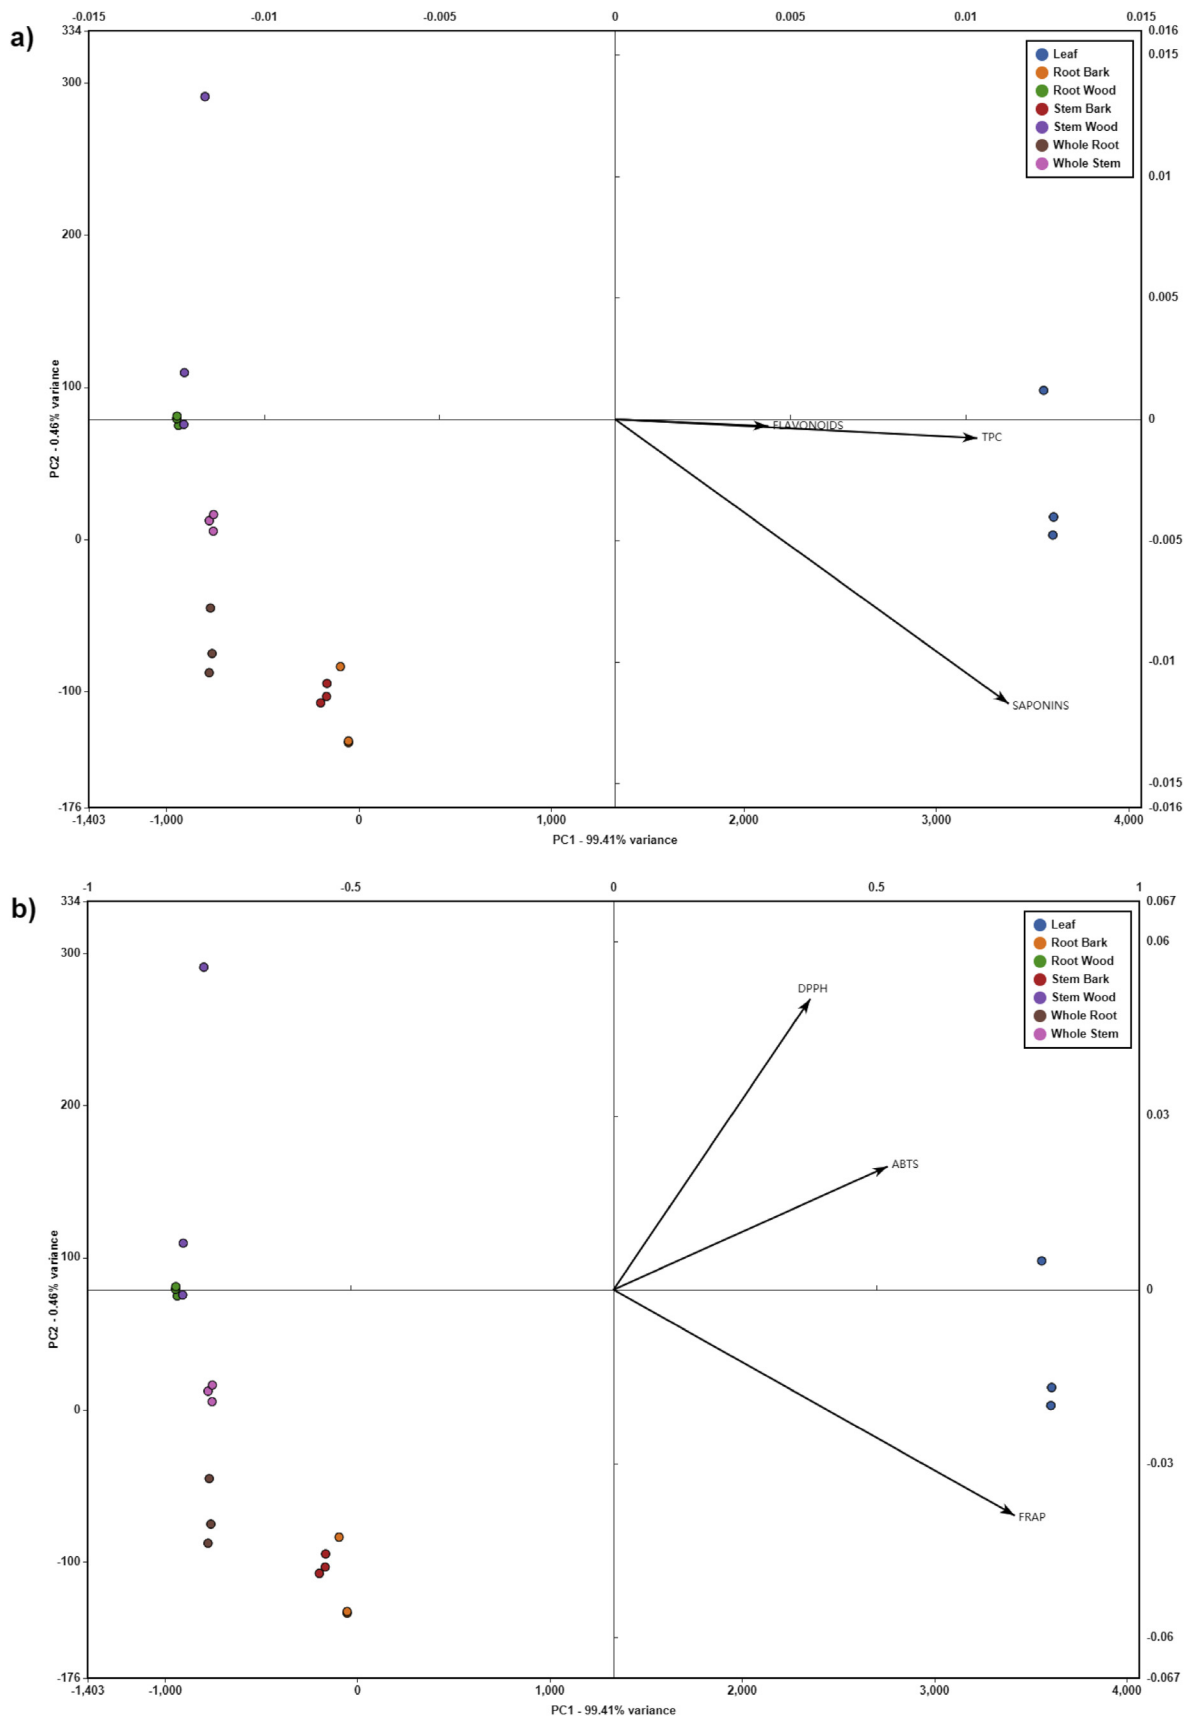 a)
-0.015 -0.01 -0.005 0 0.005 0.01 0.015
334 0.016
0.015
Leaf
Root Bark
Root Wood
Stem Bark
Stem Wood
Whole Root
Whole Stem
300
0.01
200
0.005
100
0
FLAVONOIDS
TPC
PC2 - 0.46% variance
0 -0.005
-0.01
-100
SAPONINS
-0.015
-176 -0.016
-1,403 -1,000 0 1,000 2,000 3,000 4,000
PC1 - 99.41% variance
b)
-1 -0.5 0 0.5 1
334 0.067
Leaf
Root Bark
Root Wood
Stem Bark
Stem Wood
Whole Root
Whole Stem
0.06
300
DPPH
200 0.03
ABTS
100
0
PC2 - 0.46% variance
0
-0.03
FRAP
-100
-0.06
-176 -0.067
-1,403 -1,000 0 1,000 2,000 3,000 4,000
PC1 - 99.41% variance